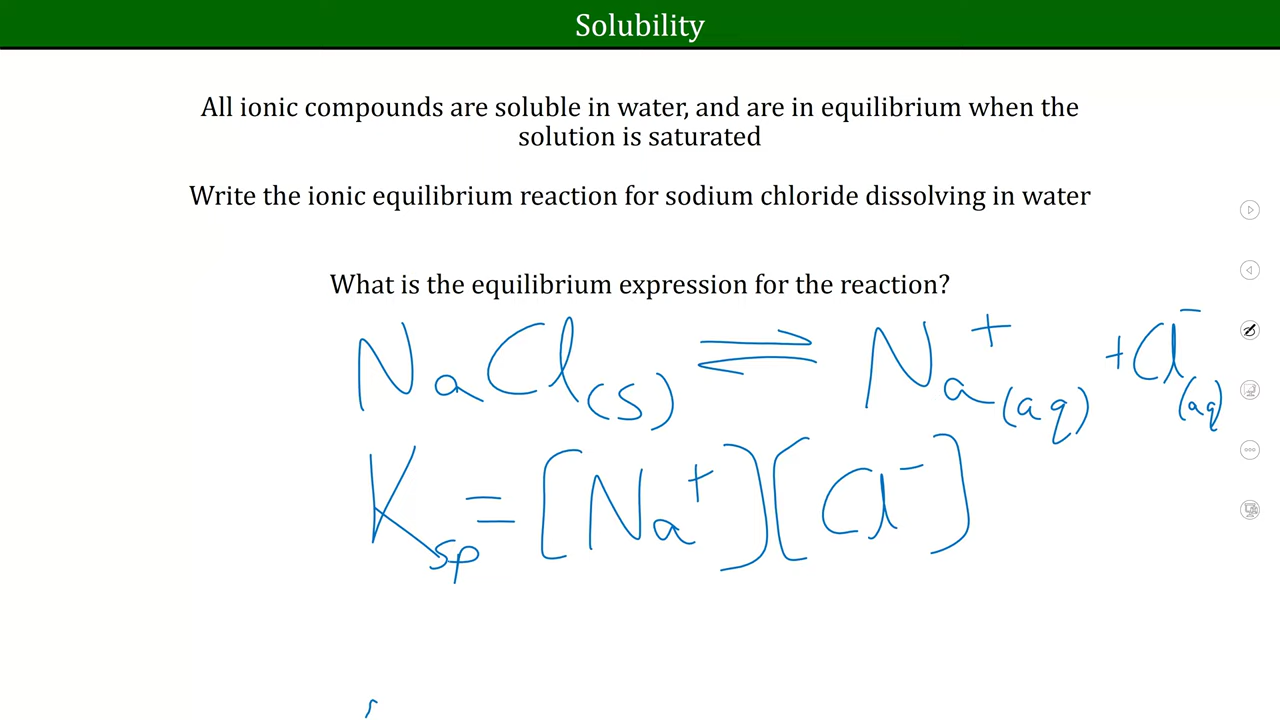 Solubility
All ionic compounds are soluble in water, and are in equilibrium when the
solution is saturated
Write the ionic equilibrium reaction for sodium chloride dissolving in water
What is the equilibrium expression for the reaction?
NaCl(s) ⇌ Na⁺(aq) + Cl⁻(aq)
Ksp = [Na⁺][Cl⁻]